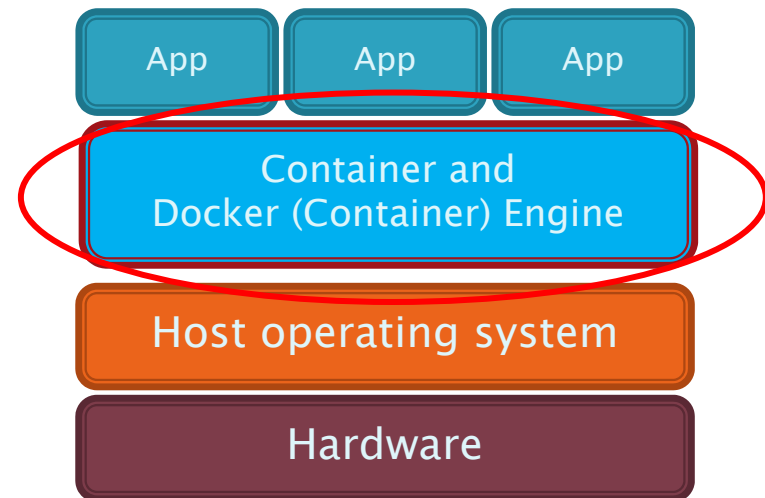 App
App
App
Container and
Docker (Container) Engine
Host operating system
Hardware